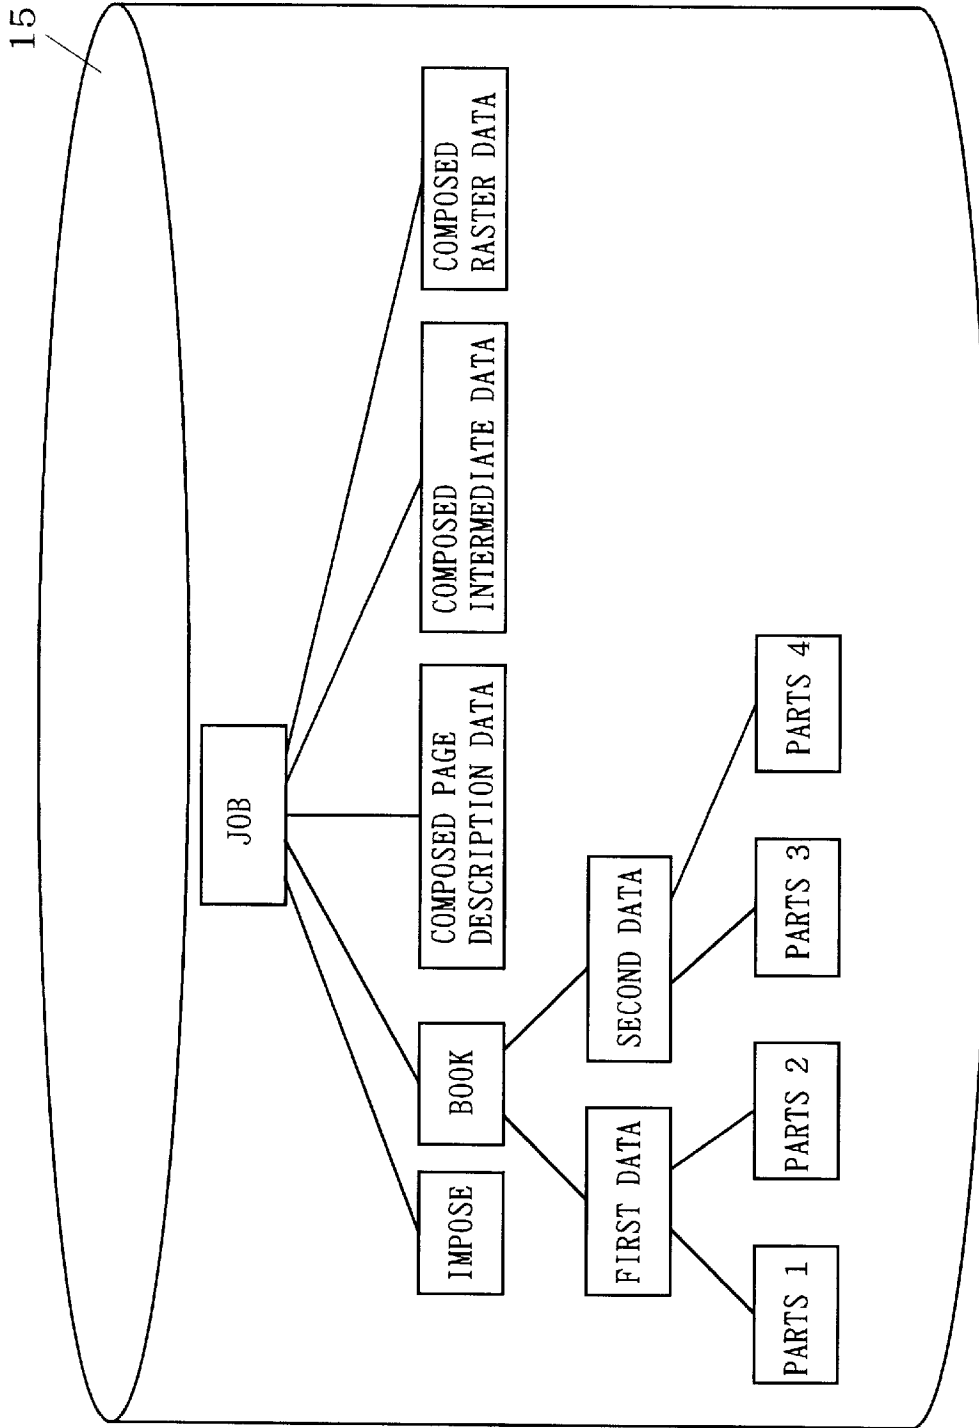 15
JOB
IMPOSE
BOOK
COMPOSED PAGE
DESCRIPTION DATA
COMPOSED
INTERMEDIATE DATA
COMPOSED
RASTER DATA
FIRST DATA
SECOND DATA
PARTS 1
PARTS 2
PARTS 3
PARTS 4